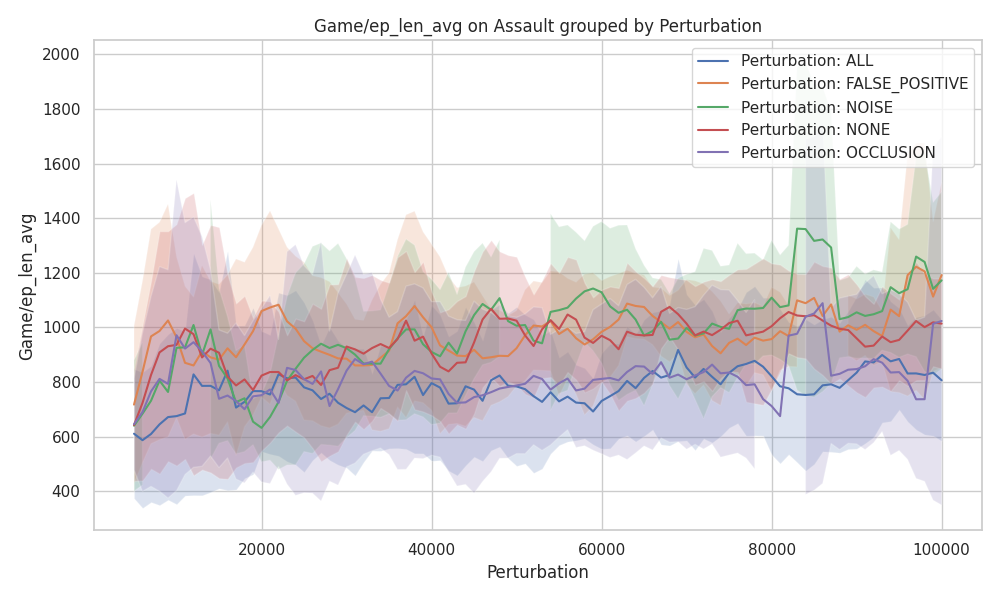 Game/ep_len_avg on Assault grouped by Perturbation
Perturbation: ALL
Perturbation: FALSE_POSITIVE
Perturbation: NOISE
Perturbation: NONE
Perturbation: OCCLUSION
Game/ep_len_avg
2000
1800
1600
1400
1200
1000
800
600
400
20000 40000 60000 80000 100000
Perturbation